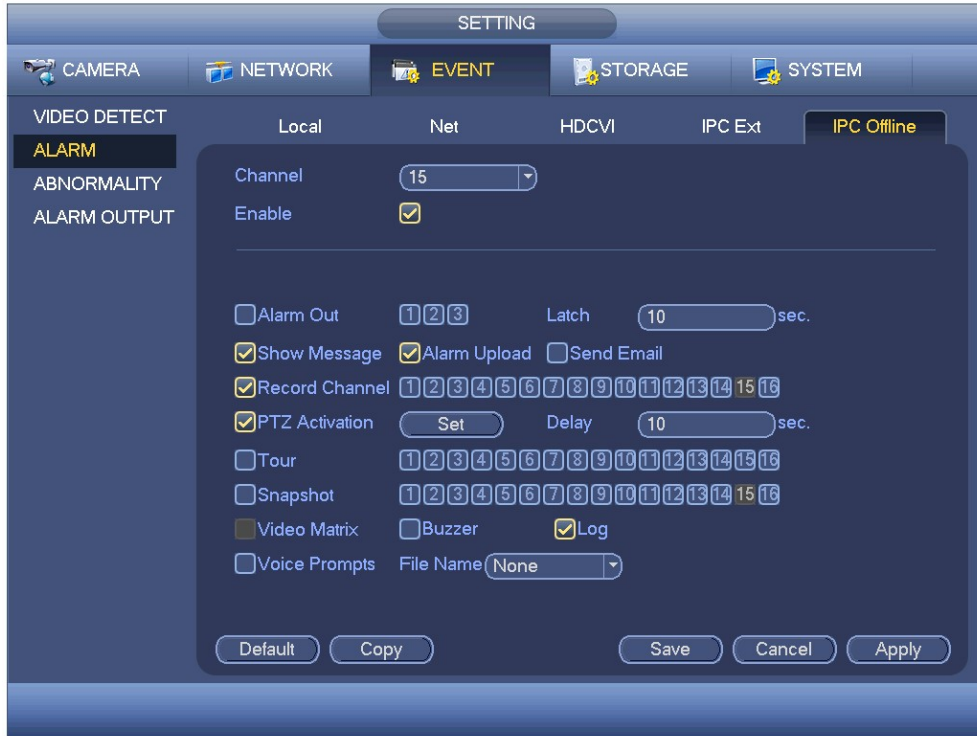 SETTING
CAMERA NETWORK EVENT STORAGE SYSTEM
VIDEO DETECT
ALARM
ABNORMALITY
ALARM OUTPUT
Local Net HDCVI IPC Ext IPC Offline
Channel 15
Enable
Alarm Out 1 2 3 Latch 10 sec.
Show Message Alarm Upload Send Email
Record Channel 1 2 3 4 5 6 7 8 9 10 11 12 13 14 15 16
PTZ Activation Set Delay 10 sec.
Tour 1 2 3 4 5 6 7 8 9 10 11 12 13 14 15 16
Snapshot 1 2 3 4 5 6 7 8 9 10 11 12 13 14 15 16
Video Matrix Buzzer Log
Voice Prompts File Name None
Default Copy Save Cancel Apply